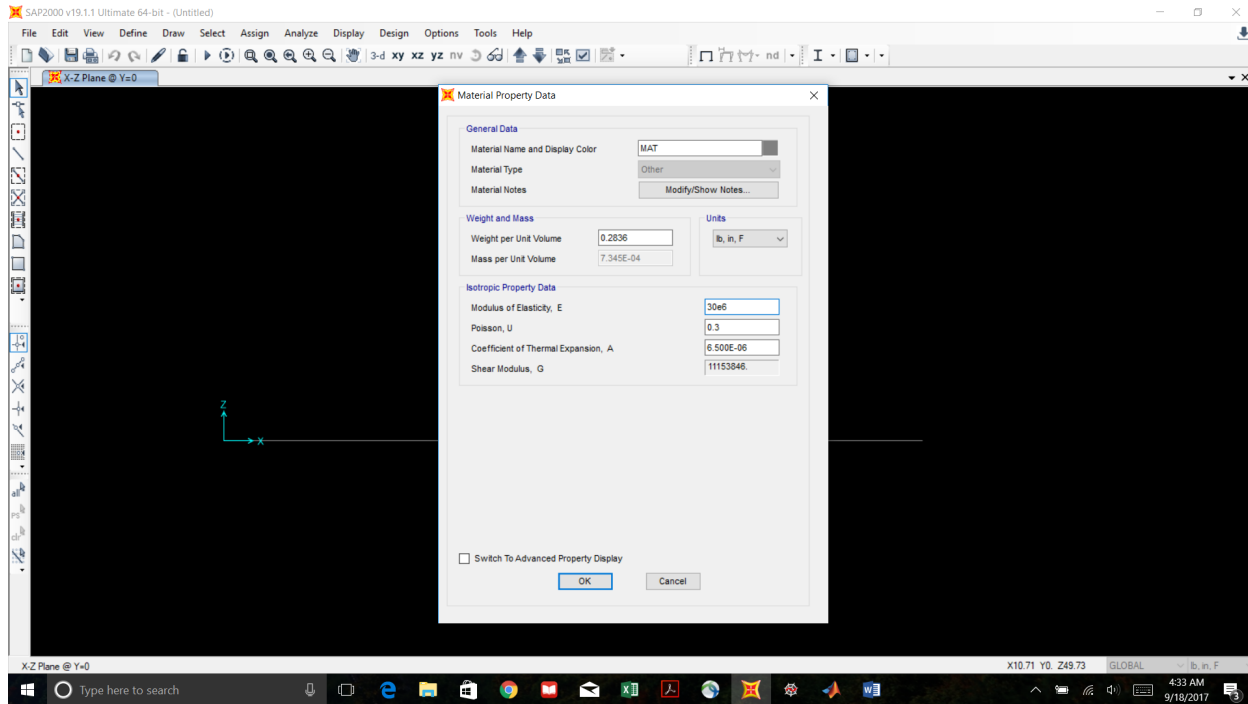 SAP2000 v19.1.1 Ultimate 64-bit - (Untitled)
File Edit View Define Draw Select Assign Analyze Display Design Options Tools Help
3-d xy xz yz nv nd
X-Z Plane @ Y=0
Material Property Data
General Data
Material Name and Display Color MAT
Material Type Other
Material Notes Modify/Show Notes...
Weight and Mass Units
Weight per Unit Volume 0.2836 lb, in, F
Mass per Unit Volume 7.345E-04
Isotropic Property Data
Modulus of Elasticity, E 30e6
Poisson, U 0.3
Coefficient of Thermal Expansion, A 6.500E-06
Shear Modulus, G 11153846.
Z
X
all
PS
clr
Switch To Advanced Property Display
OK Cancel
X-Z Plane @ Y=0 X10.71 Y0. Z49.73 GLOBAL lb, in, F
Type here to search 4:33 AM
9/18/2017 3